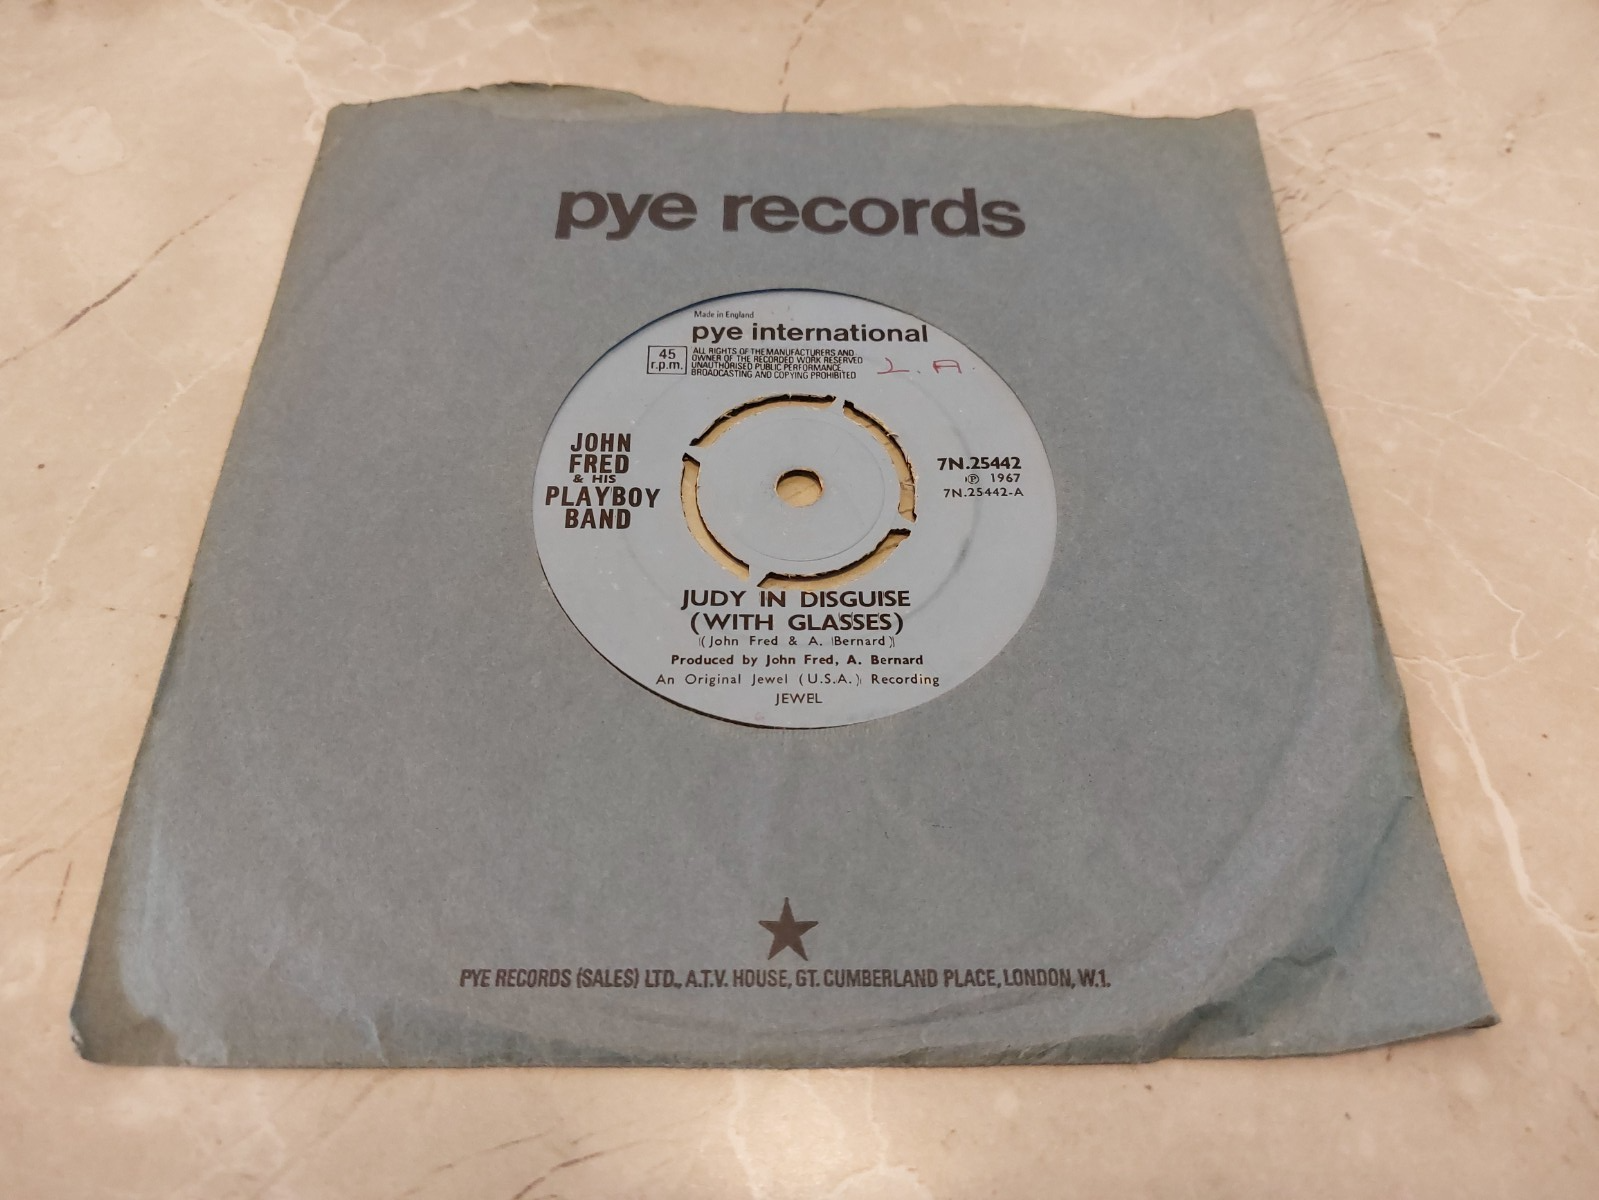 pye records
Made in England
pye international
45
r.p.m.
ALL RIGHTS OF THE MANUFACTURERS AND
OWNER OF THE RECORDED WORK RESERVED
UNAUTHORISED PUBLIC PERFORMANCE,
BROADCASTING AND COPYING PROHIBITED
L.A.
JOHN
FRED
& HIS
PLAYBOY
BAND
7N.25442
℗ 1967
7N.25442-A
JUDY IN DISGUISE
(WITH GLASSES)
(John Fred & A. Bernard)
Produced by John Fred, A. Bernard
An Original Jewel (U.S.A.) Recording
JEWEL
PYE RECORDS (SALES) LTD., A.T.V. HOUSE, GT. CUMBERLAND PLACE, LONDON, W.1.